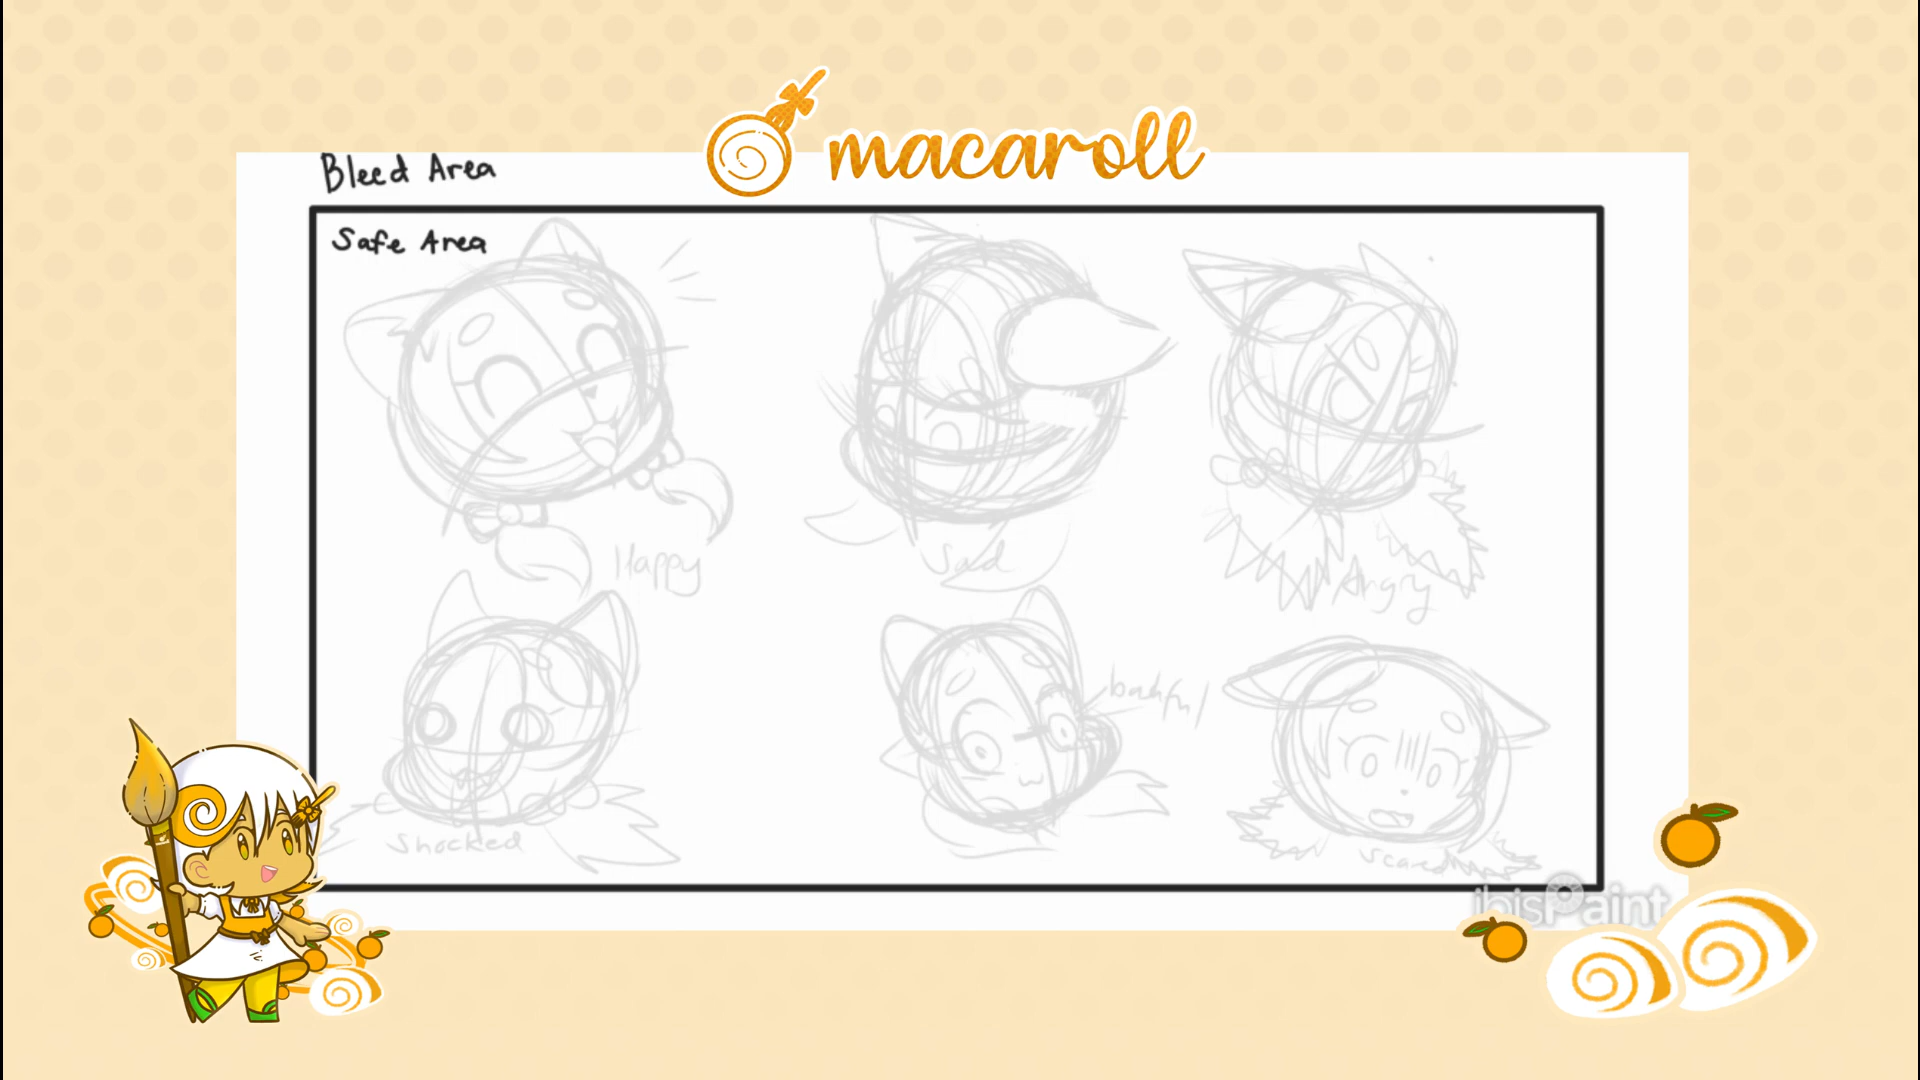 macaroll
Bleed Area
Safe Area
Happy
Sad
Angry
bashful
Shocked
scared
ibisPaint